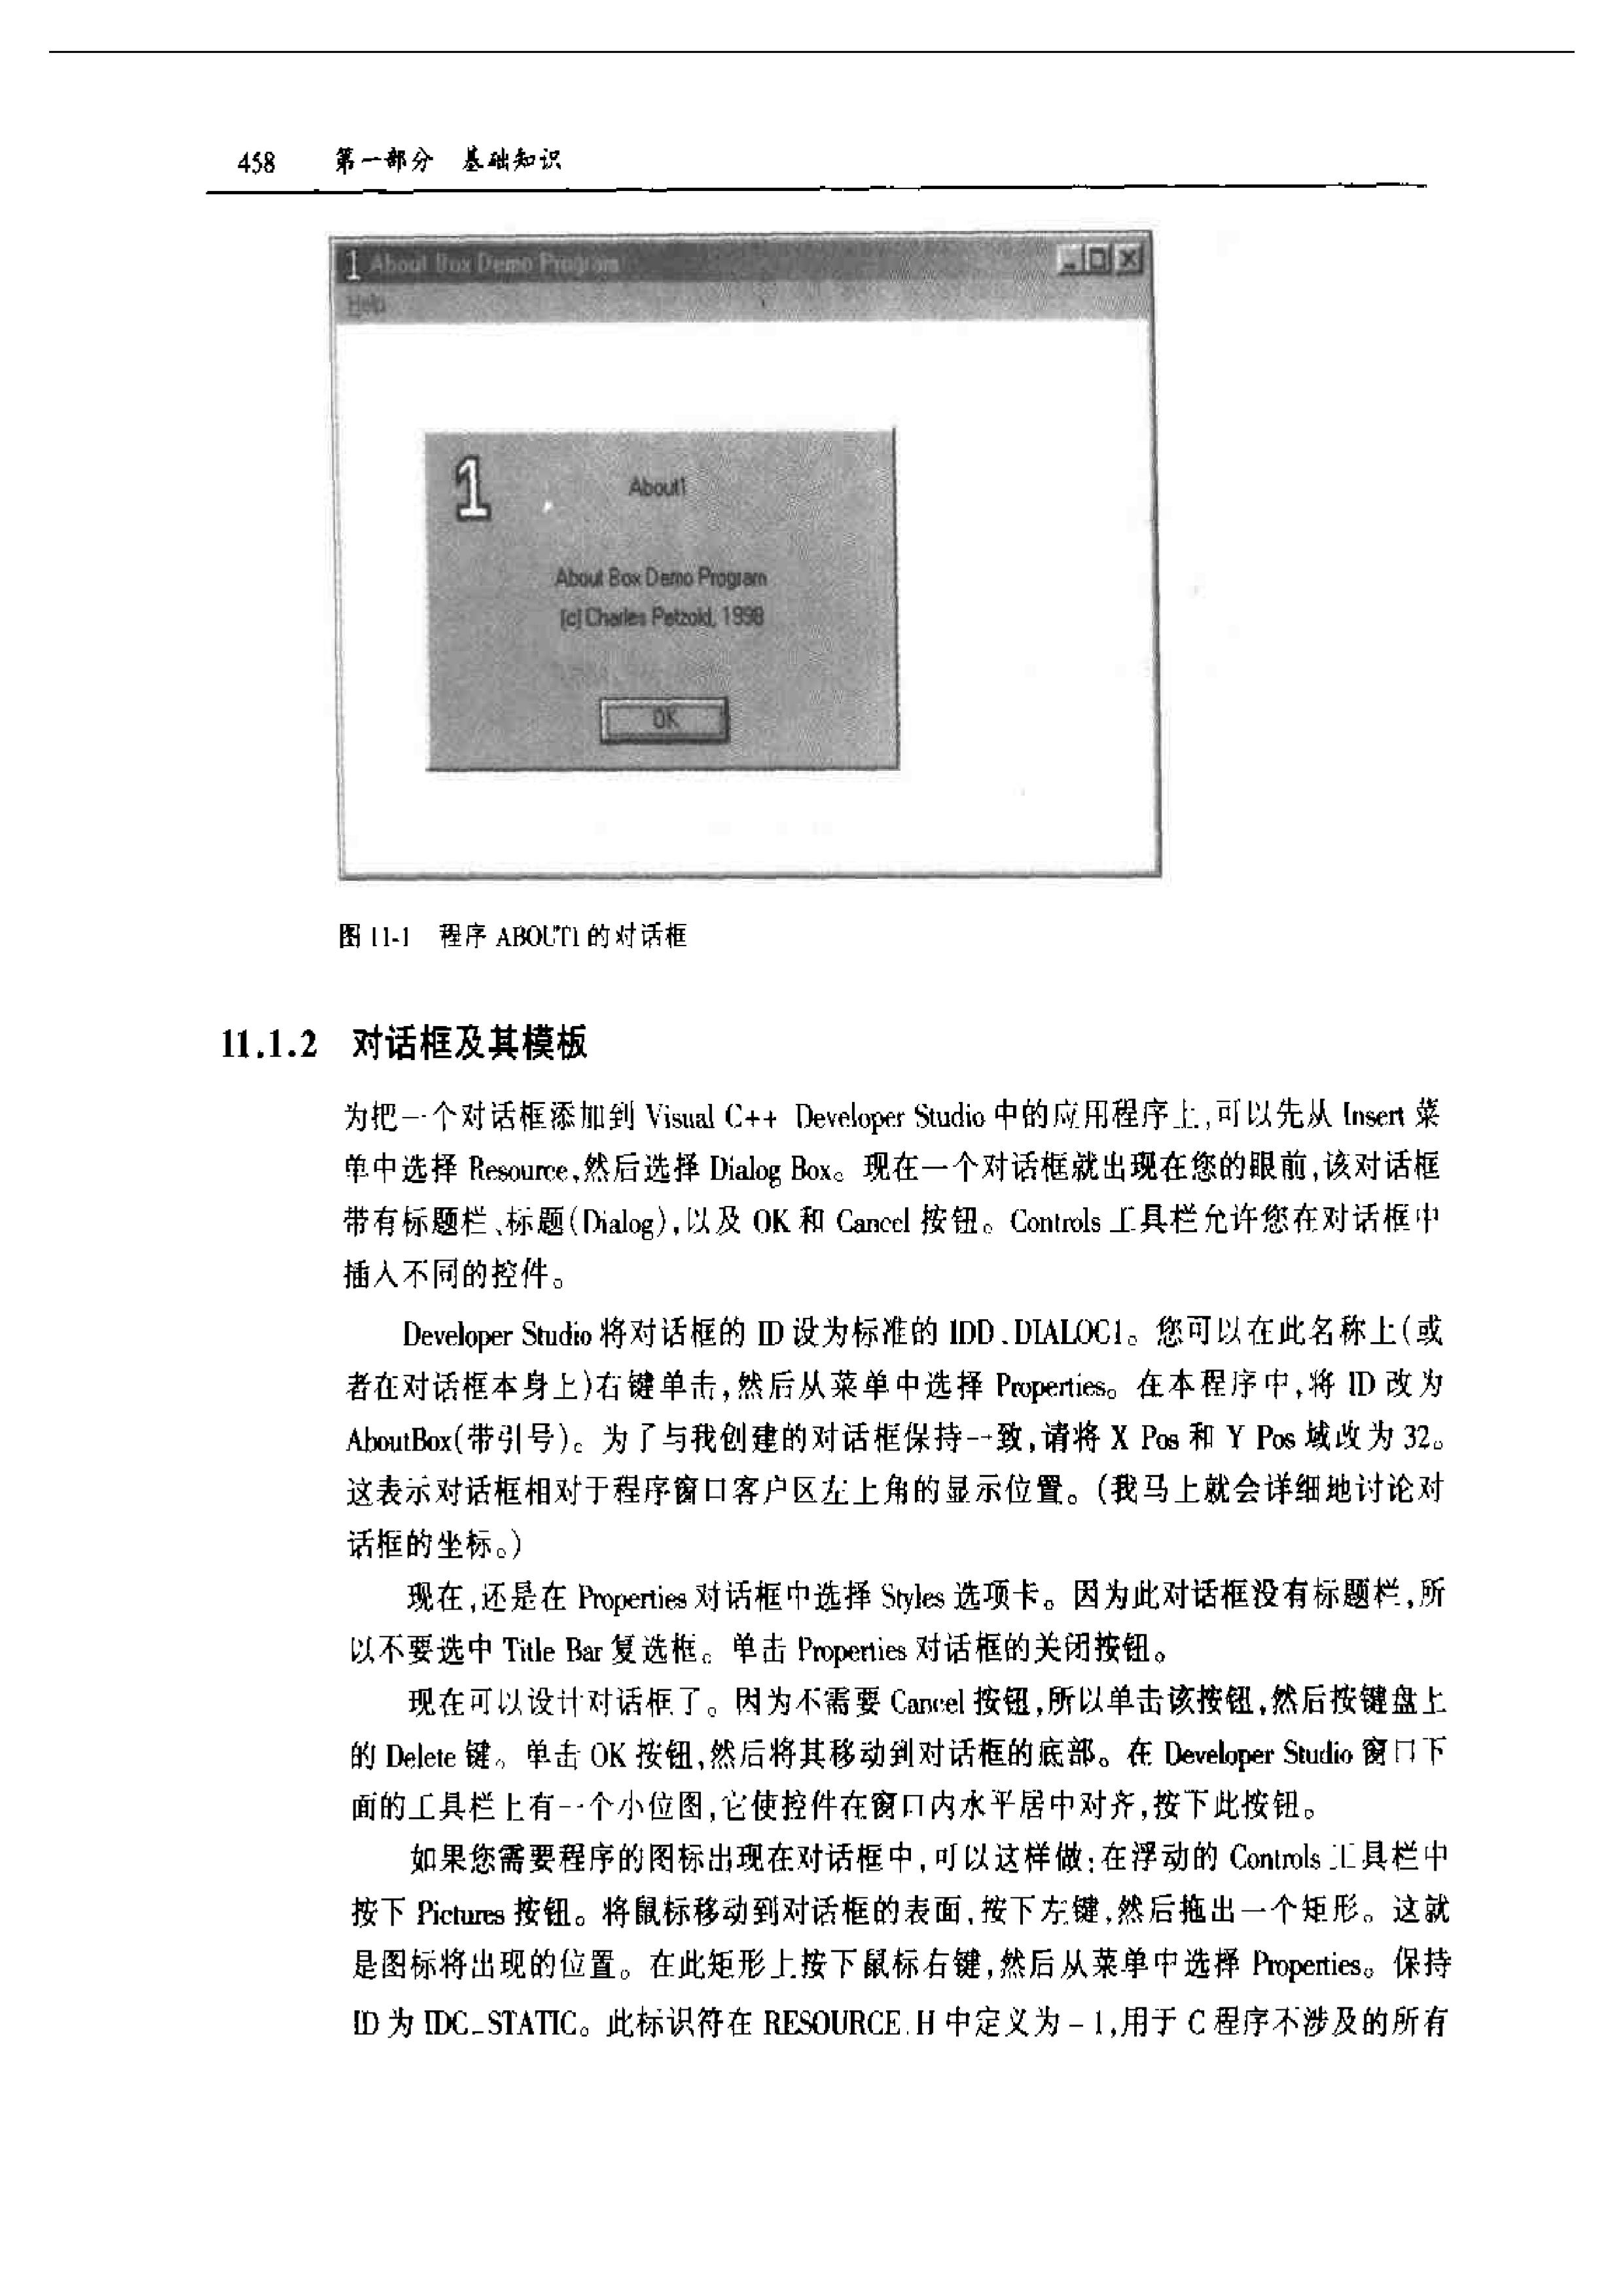 458 第一部分 基础知识
1 About Box Demo Program
Help
1
About1
About Box Demo Program
(c) Charles Petzold, 1998
OK
图 11-1 程序 ABOUT1 的对话框
11.1.2 对话框及其模板
为把一个对话框添加到 Visual C++ Developer Studio 中的应用程序上,可以先从 Insert 菜
单中选择 Resource,然后选择 Dialog Box。现在一个对话框就出现在您的眼前,该对话框
带有标题栏、标题(Dialog),以及 OK 和 Cancel 按钮。Controls 工具栏允许您在对话框中
插入不同的控件。
Developer Studio 将对话框的 ID 设为标准的 IDD_DIALOG1。您可以在此名称上(或
者在对话框本身上)右键单击,然后从菜单中选择 Properties。在本程序中,将 ID 改为
AboutBox(带引号)。为了与我创建的对话框保持一致,请将 X Pos 和 Y Pos 域改为 32。
这表示对话框相对于程序窗口客户区左上角的显示位置。(我马上就会详细地讨论对
话框的坐标。)
现在,还是在 Properties 对话框中选择 Styles 选项卡。因为此对话框没有标题栏,所
以不要选中 Title Bar 复选框。单击 Properties 对话框的关闭按钮。
现在可以设计对话框了。因为不需要 Cancel 按钮,所以单击该按钮,然后按键盘上
的 Delete 键。单击 OK 按钮,然后将其移动到对话框的底部。在 Developer Studio 窗口下
面的工具栏上有一个小位图,它使控件在窗口内水平居中对齐,按下此按钮。
如果您需要程序的图标出现在对话框中,可以这样做:在浮动的 Controls 工具栏中
按下 Pictures 按钮。将鼠标移动到对话框的表面,按下左键,然后拖出一个矩形。这就
是图标将出现的位置。在此矩形上按下鼠标右键,然后从菜单中选择 Properties。保持
ID 为 IDC_STATIC。此标识符在 RESOURCE.H 中定义为 -1,用于 C 程序不涉及的所有